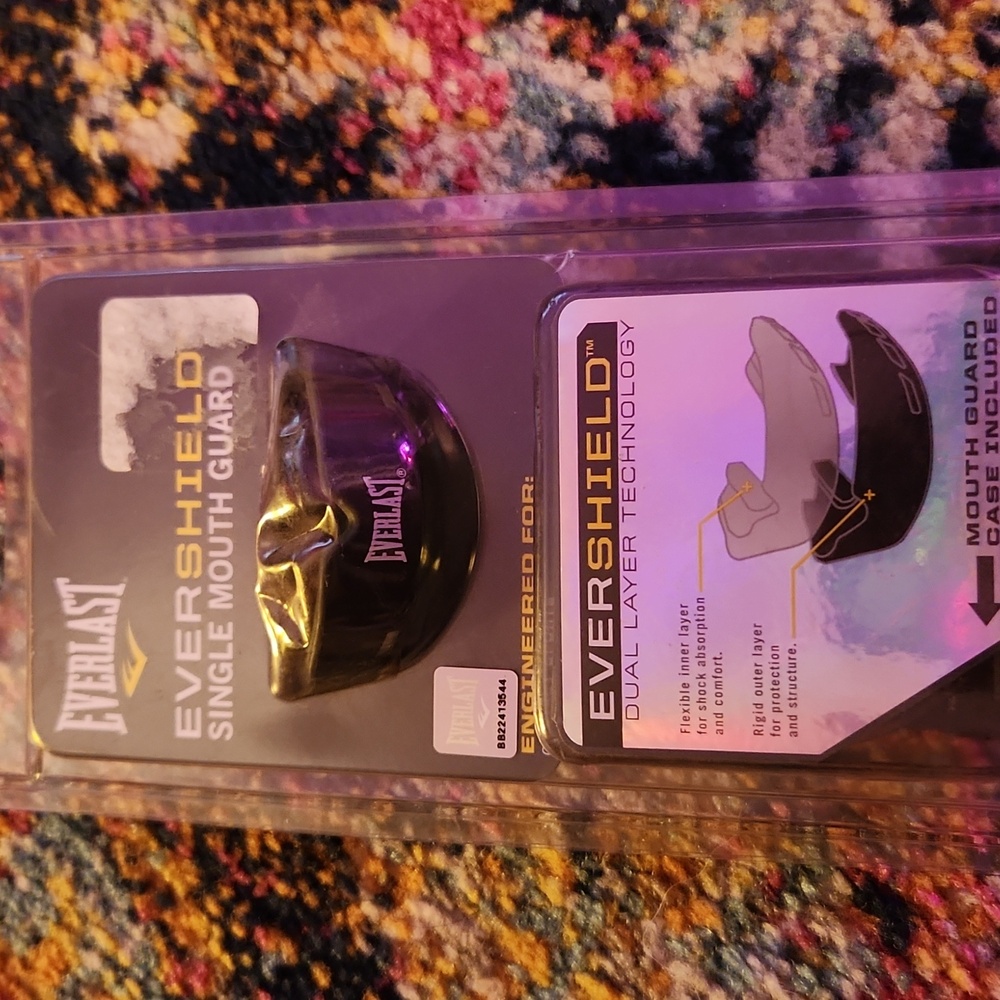 EVERLAST
EVERSHIELD
SINGLE MOUTH GUARD
EVERLAST®
EVERLAST
BB22413544
ENGINEERED FOR:
EVERSHIELD™
DUAL LAYER TECHNOLOGY
Flexible inner layer
for shock absorption
and comfort.
Rigid outer layer
for protection
and structure.
MOUTH GUARD
CASE INCLUDED